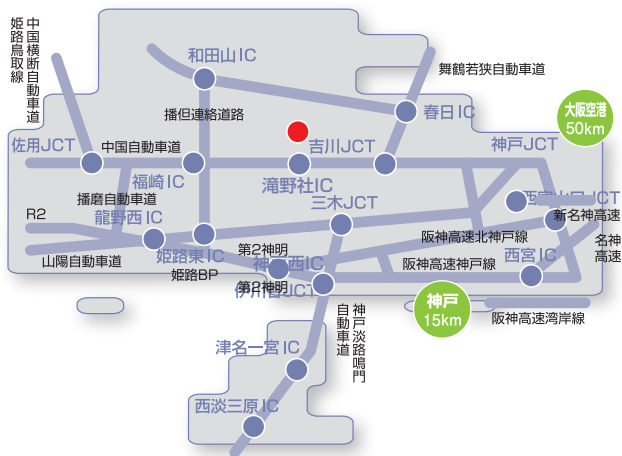 中国横断自動車道
姫路鳥取線
和田山IC
舞鶴若狭自動車道
播但連絡道路
春日IC
大阪空港
50km
佐用JCT
中国自動車道
吉川JCT
神戸JCT
福崎IC
滝野社IC
播磨自動車道
三木JCT
西宮山口JCT
R2
龍野西IC
新名神高速
第2神明
阪神高速北神戸線
名神
高速
山陽自動車道
姫路東IC
神戸西IC
阪神高速神戸線
西宮IC
姫路BP
第2神明
伊川谷JCT
神戸
15km
神戸淡路鳴門
自動車道
阪神高速湾岸線
津名一宮IC
西淡三原IC